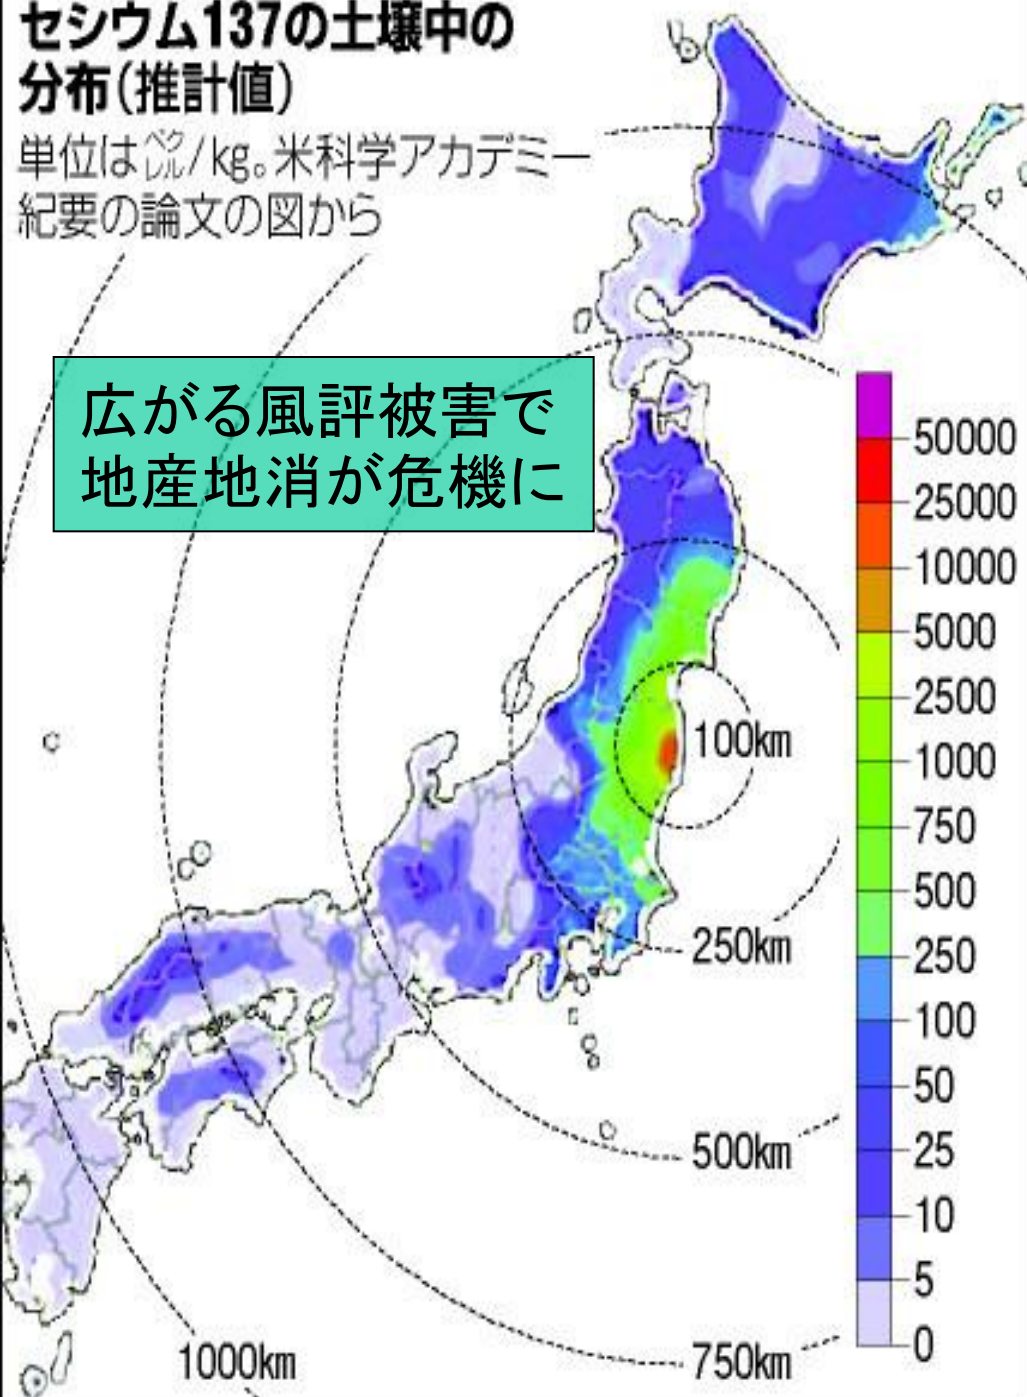 セシウム137の土壌中の
分布(推計値)
単位はベクレル/kg。米科学アカデミー
紀要の論文の図から
広がる風評被害で
地産地消が危機に
50000
25000
10000
5000
2500
1000
750
500
250
100
50
25
10
5
0
100km
250km
500km
750km
1000km